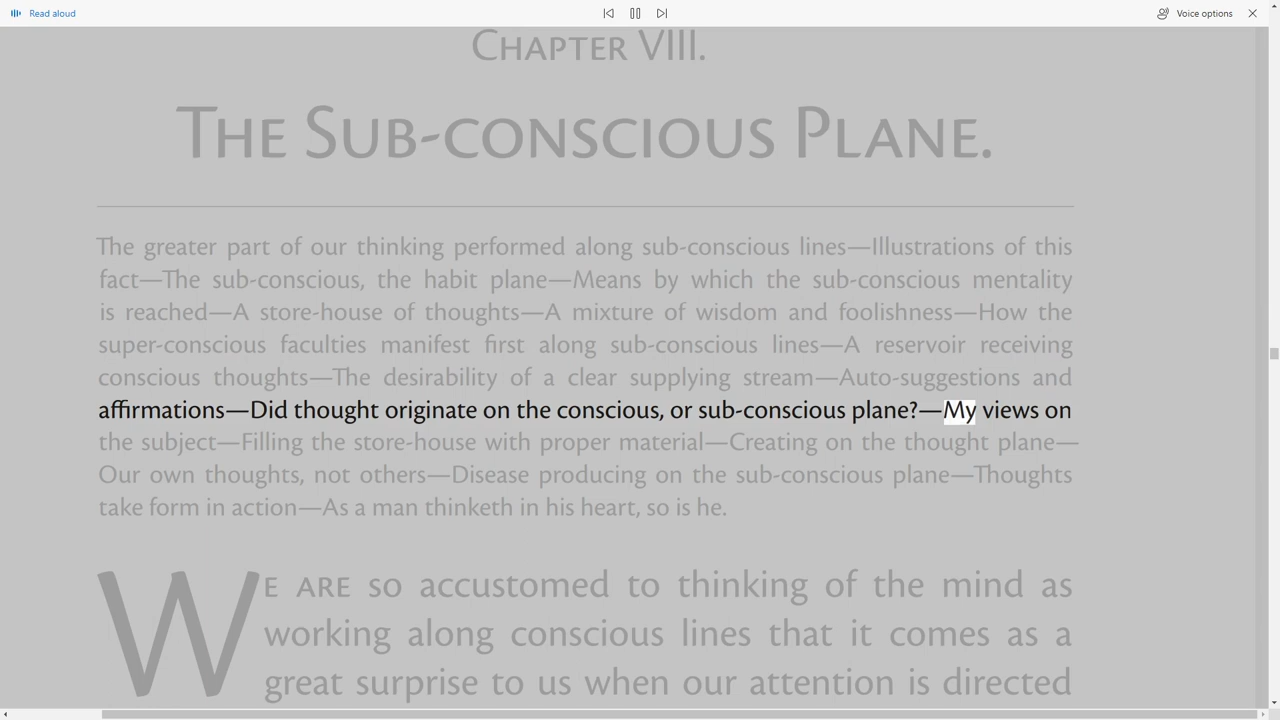 Read aloud
Voice options
CHAPTER VIII.
THE SUB-CONSCIOUS PLANE.
The greater part of our thinking performed along sub-conscious lines—Illustrations of this
fact—The sub-conscious, the habit plane—Means by which the sub-conscious mentality
is reached—A store-house of thoughts—A mixture of wisdom and foolishness—How the
super-conscious faculties manifest first along sub-conscious lines—A reservoir receiving
conscious thoughts—The desirability of a clear supplying stream—Auto-suggestions and
affirmations—Did thought originate on the conscious, or sub-conscious plane?—My views on
the subject—Filling the store-house with proper material—Creating on the thought plane—
Our own thoughts, not others—Disease producing on the sub-conscious plane—Thoughts
take form in action—As a man thinketh in his heart, so is he.
WE ARE so accustomed to thinking of the mind as
working along conscious lines that it comes as a
great surprise to us when our attention is directed